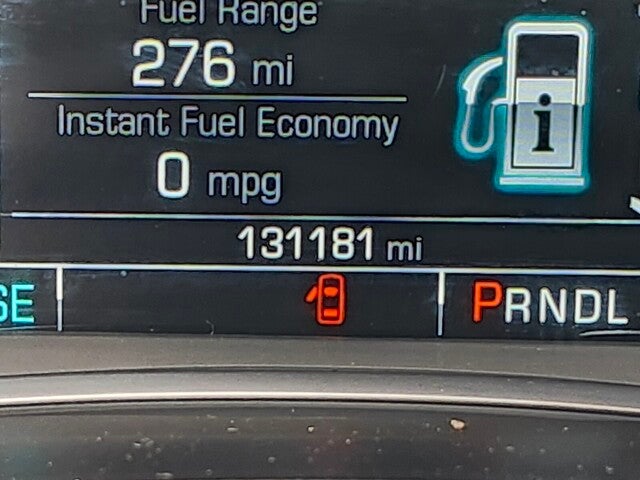 Fuel Range
276 mi
Instant Fuel Economy
0 mpg
i
131181 mi
SE PRNDL